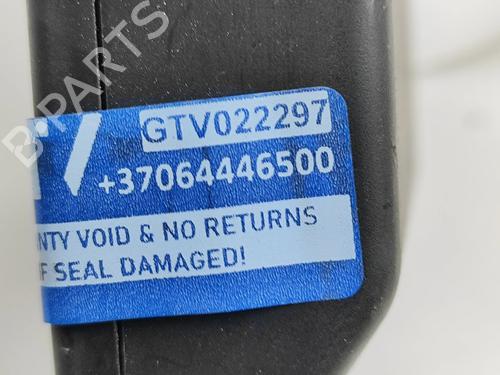 B-PARTS
GTV022297
+37064446500
NTY VOID & NO RETURNS
F SEAL DAMAGED!